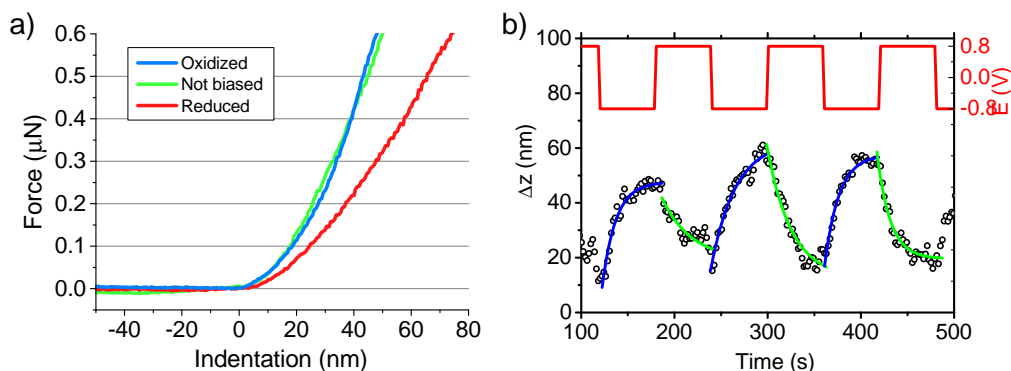 a)
0.6
0.5
0.4
0.3
0.2
0.1
0.0
Force (μN)
Oxidized
Not biased
Reduced
-40 -20 0 20 40 60 80
Indentation (nm)
b)
100
80
60
40
20
0
Δz (nm)
0.8
0.0
-0.8
E (V)
100 200 300 400 500
Time (s)